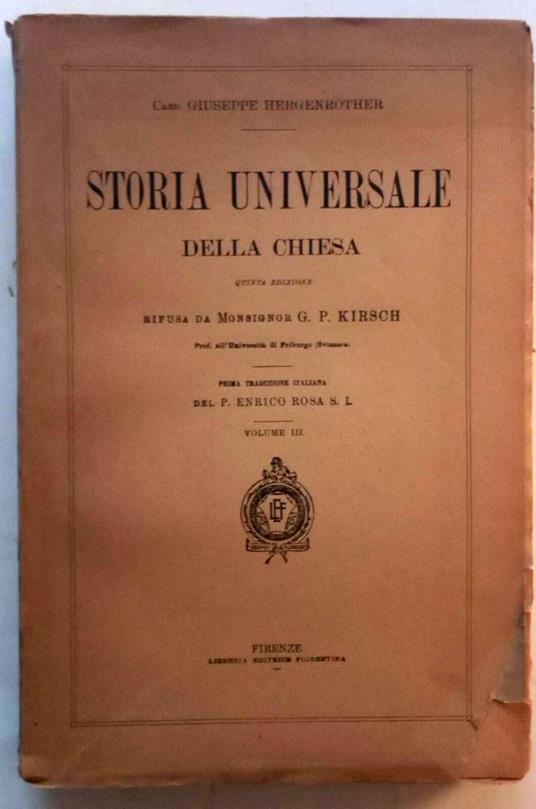 Card. GIUSEPPE HERGENRÖTHER
STORIA UNIVERSALE
DELLA CHIESA
QUINTA EDIZIONE
RIFUSA DA MONSIGNOR G. P. KIRSCH
Prof. all'Università di Friburgo (Svizzera)
PRIMA TRADUZIONE ITALIANA
DEL P. ENRICO ROSA S. I.
VOLUME III.
LEF
FIRENZE
LIBRERIA EDITRICE FIORENTINA